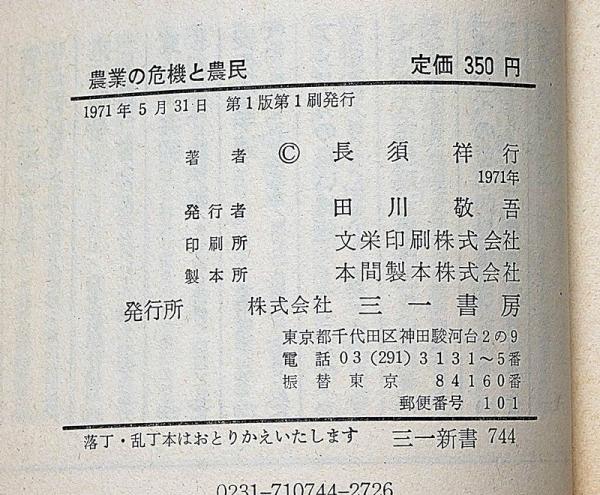 農業の危機と農民 定価 350 円
1971年5月31日 第1版第1刷発行
著者 © 長須祥行
1971年
発行者 田川敬吾
印刷所 文栄印刷株式会社
製本所 本間製本株式会社
発行所 株式会社 三一書房
東京都千代田区神田駿河台2の9
電話 03(291)3131〜5番
振替東京 84160番
郵便番号 101
落丁・乱丁本はおとりかえいたします 三一新書 744
0231-710744-2726